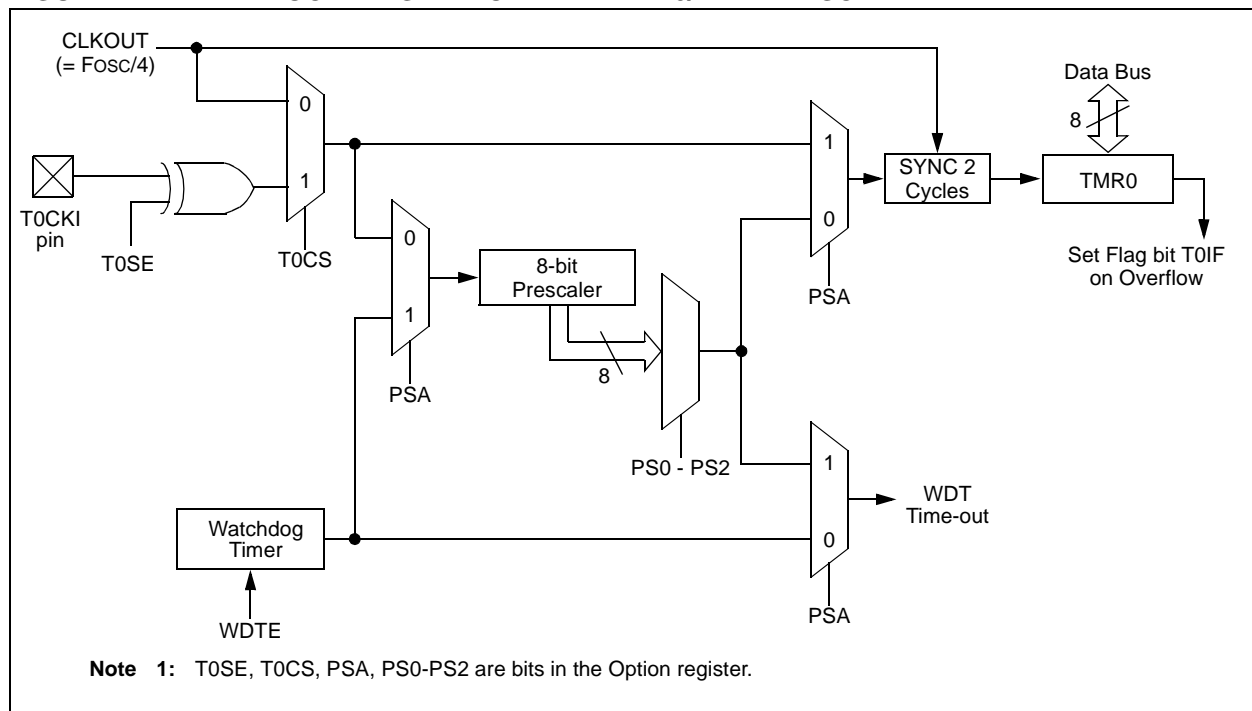 CLKOUT
(= FOSC/4)
0
1
T0CKI
pin
T0SE
T0CS
0
1
PSA
8-bit
Prescaler
8
PS0 - PS2
1
0
PSA
SYNC 2
Cycles
Data Bus
8
TMR0
Set Flag bit T0IF
on Overflow
1
0
PSA
WDT
Time-out
Watchdog
Timer
WDTE
Note 1: T0SE, T0CS, PSA, PS0-PS2 are bits in the Option register.